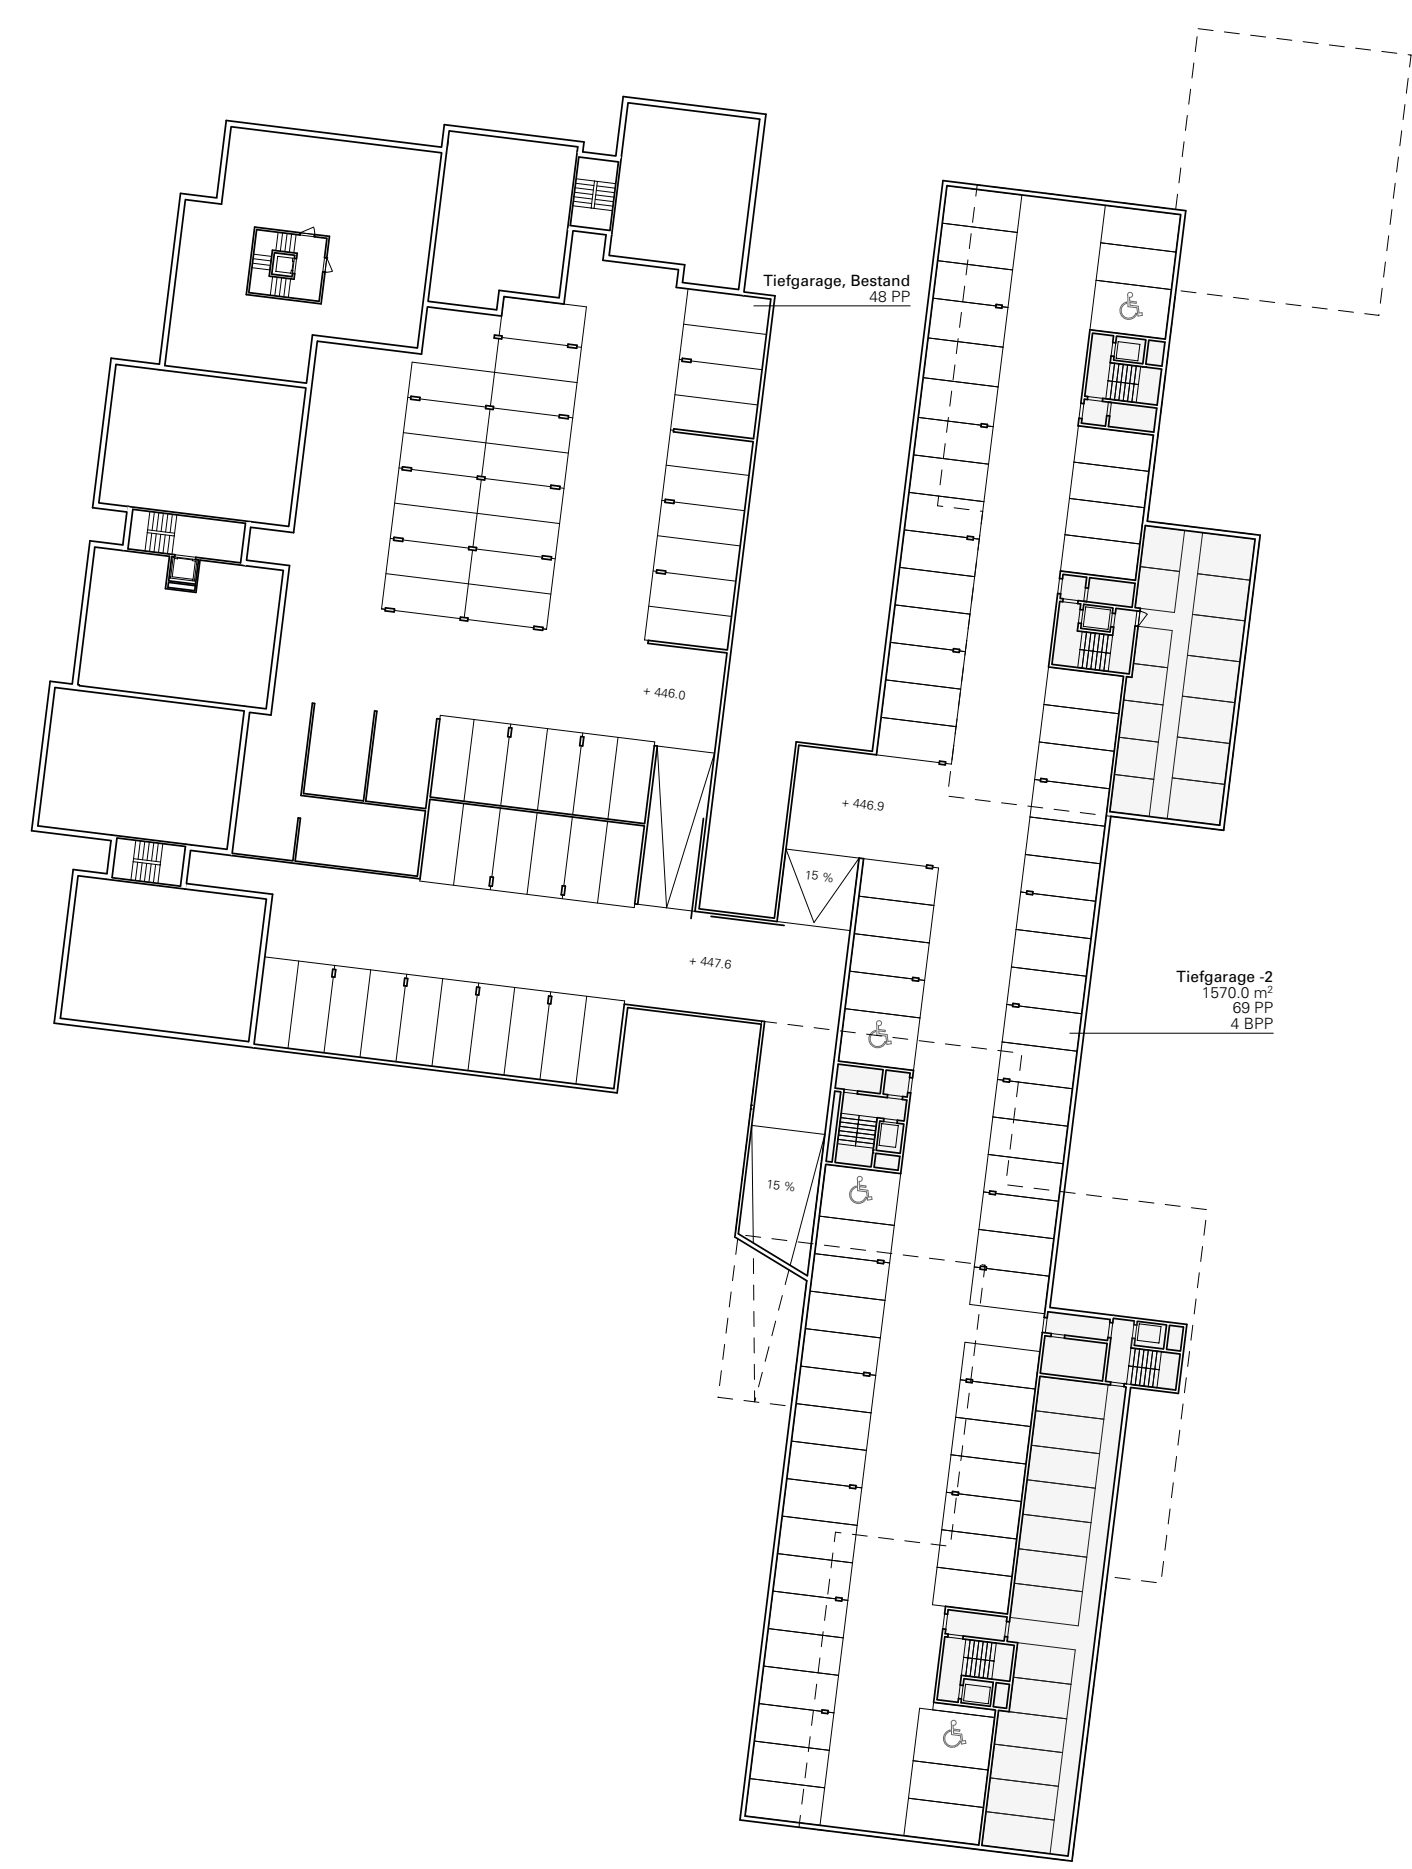 Tiefgarage, Bestand
48 PP
+ 446.0
+ 446.9
15 %
+ 447.6
Tiefgarage -2
1570.0 m²
69 PP
4 BPP
15 %